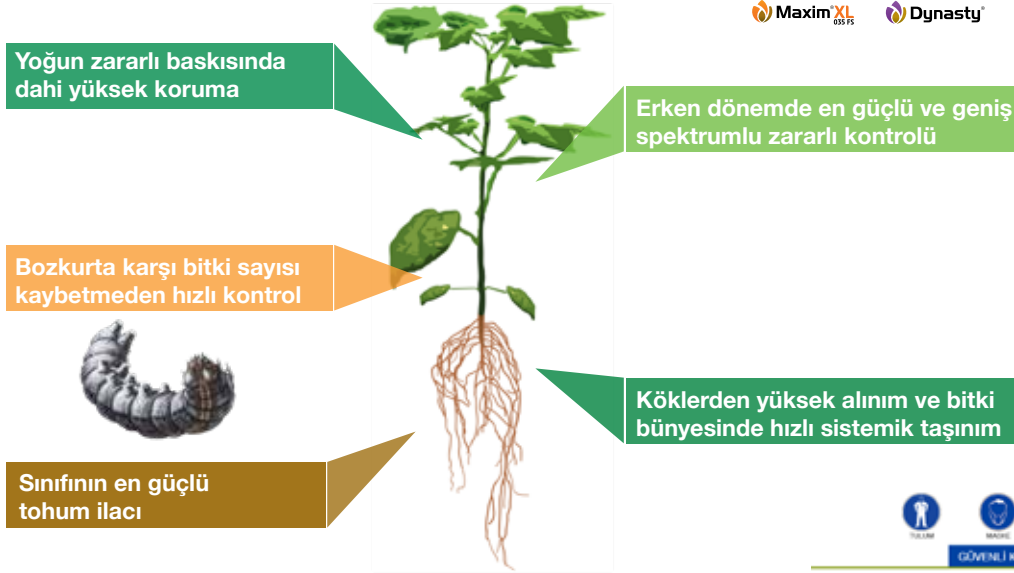 Maxim XL
035 FS
Dynasty
Yoğun zararlı baskısında
dahi yüksek koruma
Erken dönemde en güçlü ve geniş
spektrumlu zararlı kontrolü
Bozkurta karşı bitki sayısı
kaybetmeden hızlı kontrol
Köklerden yüksek alınım ve bitki
bünyesinde hızlı sistemik taşınım
Sınıfının en güçlü
tohum ilacı
TULUM
MASKE
GÜVENLİ